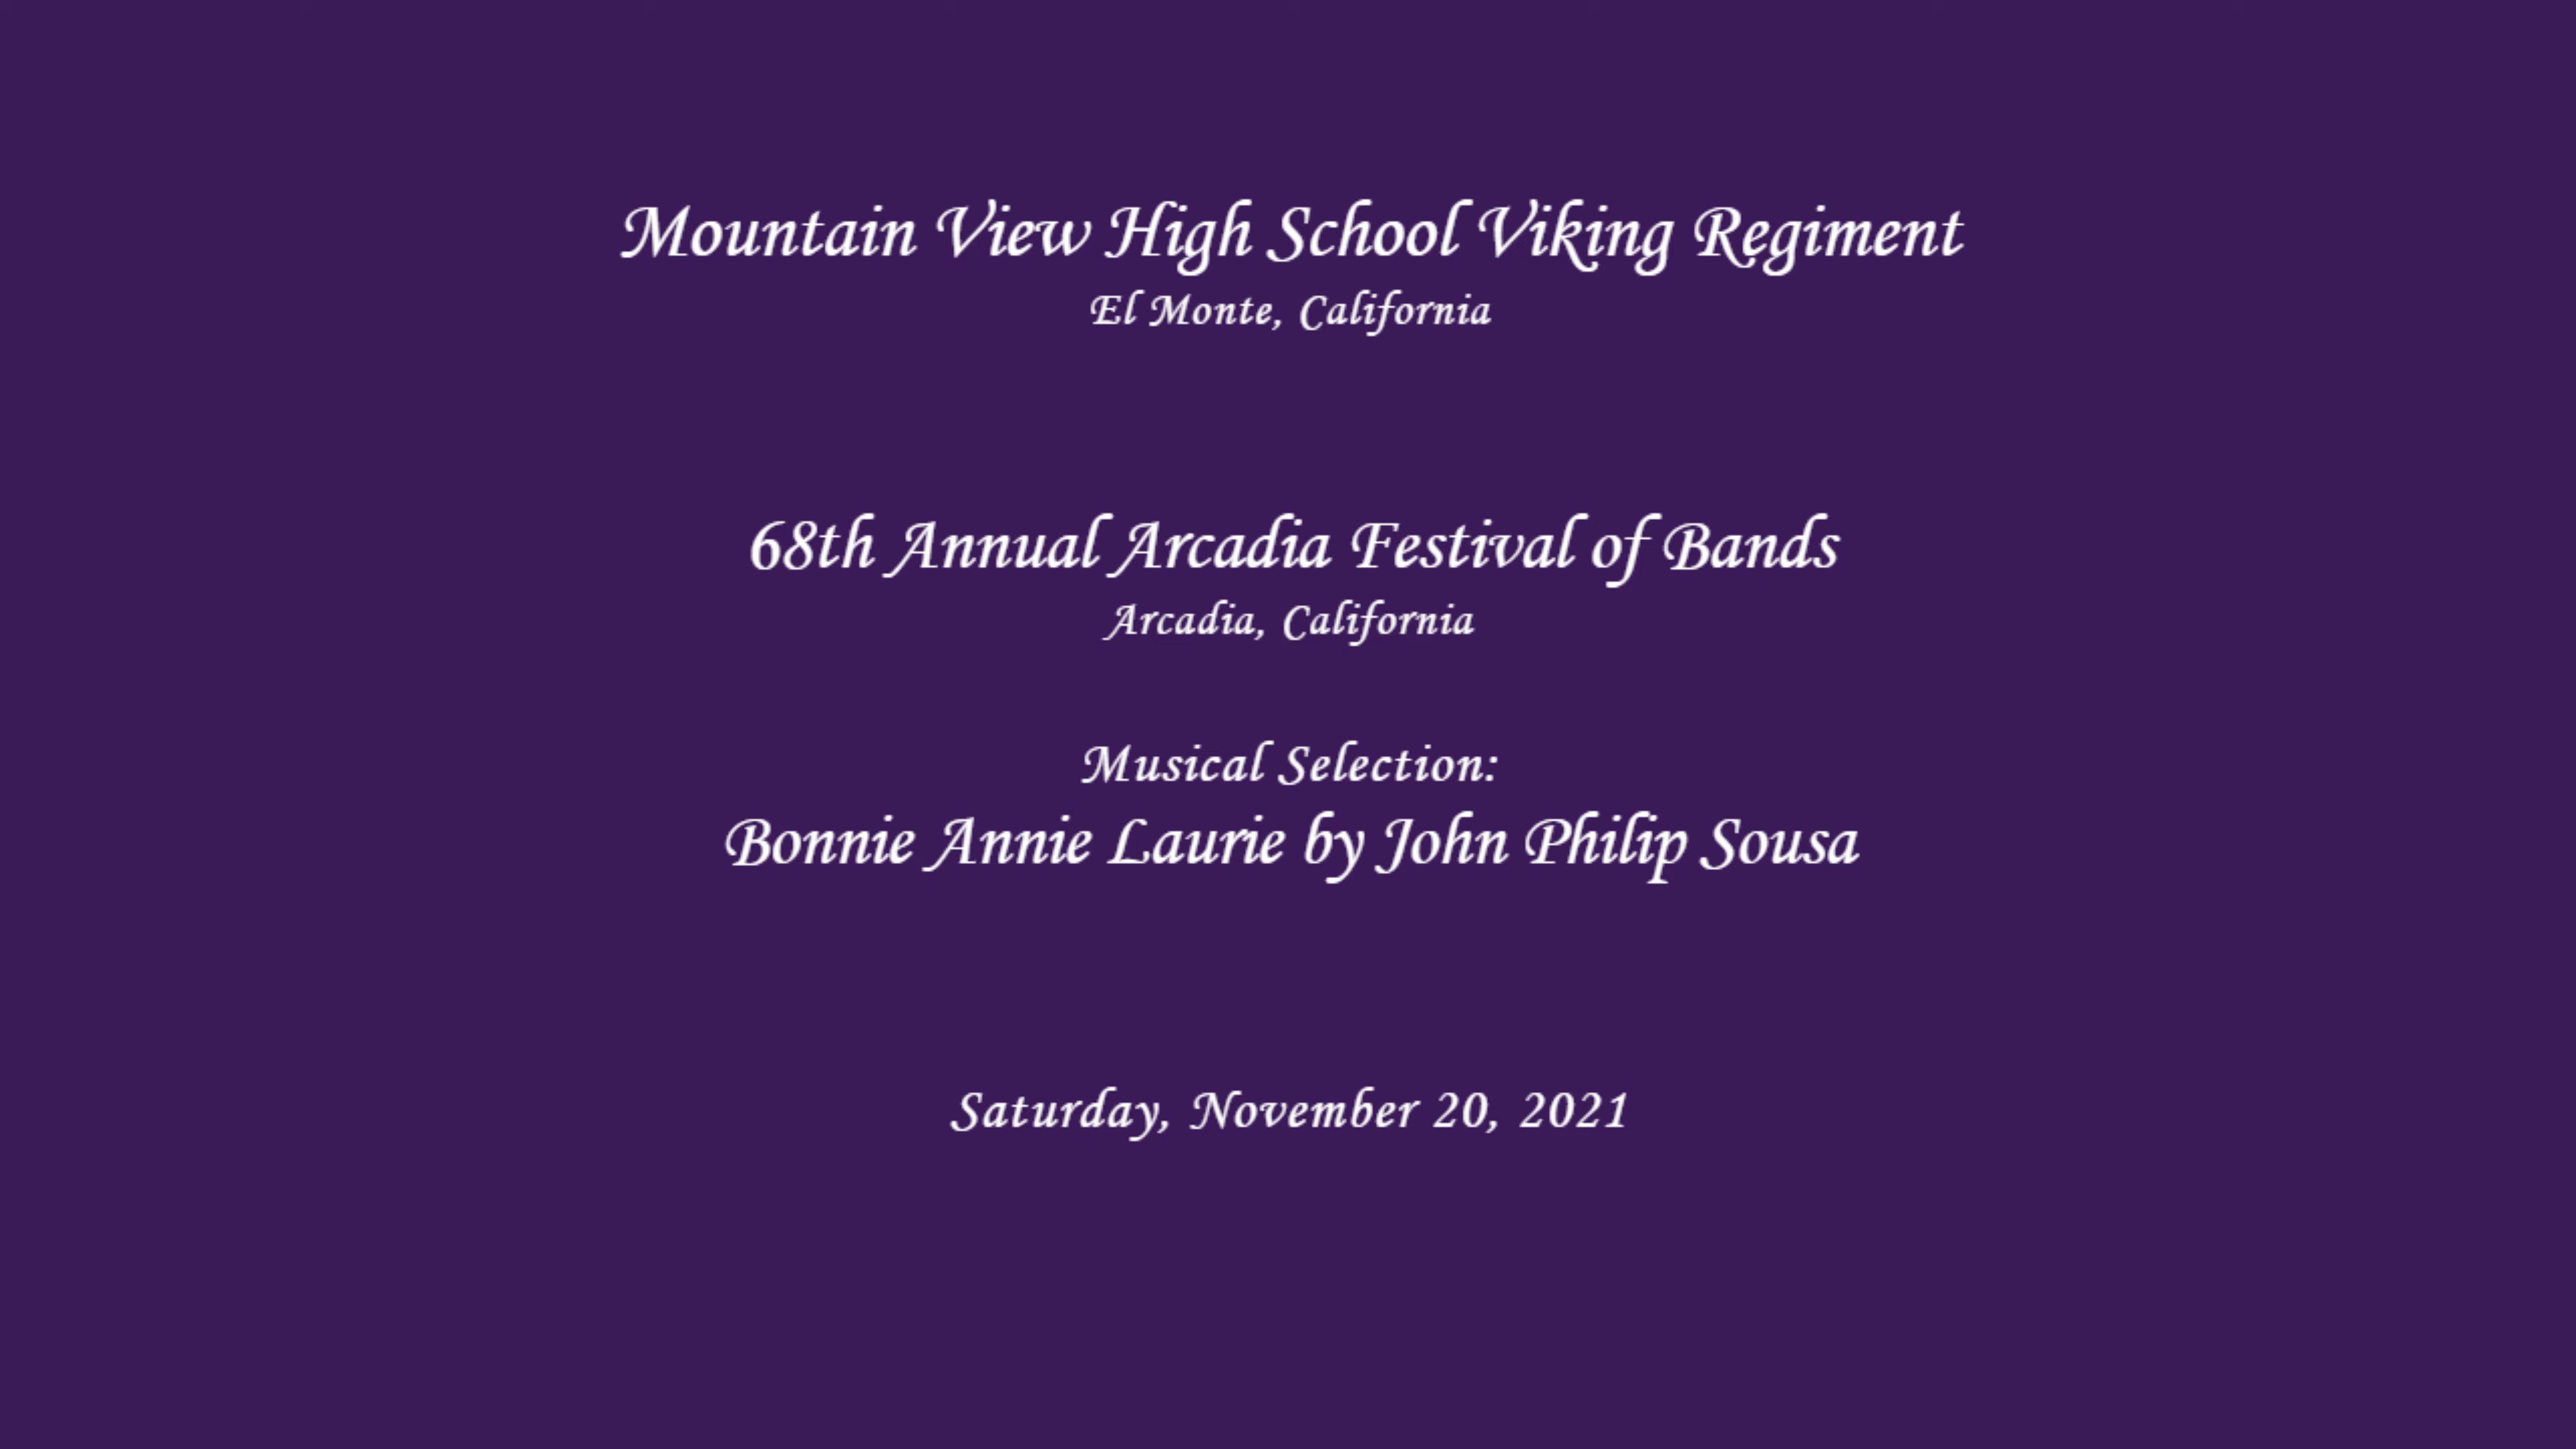 Mountain View High School Viking Regiment
El Monte, California
68th Annual Arcadia Festival of Bands
Arcadia, California
Musical Selection:
Bonnie Annie Laurie by John Philip Sousa
Saturday, November 20, 2021